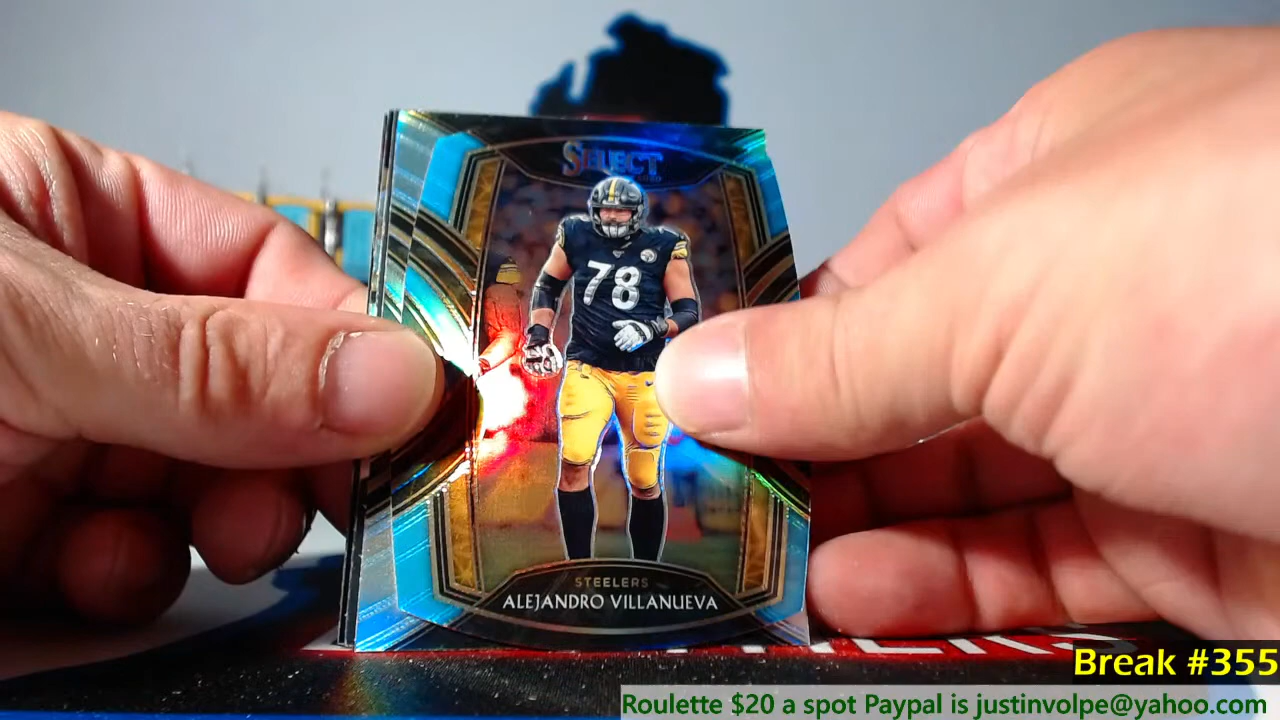 SELECT
78
STEELERS
ALEJANDRO VILLANUEVA
Break #355
Roulette $20 a spot Paypal is justinvolpe@yahoo.com